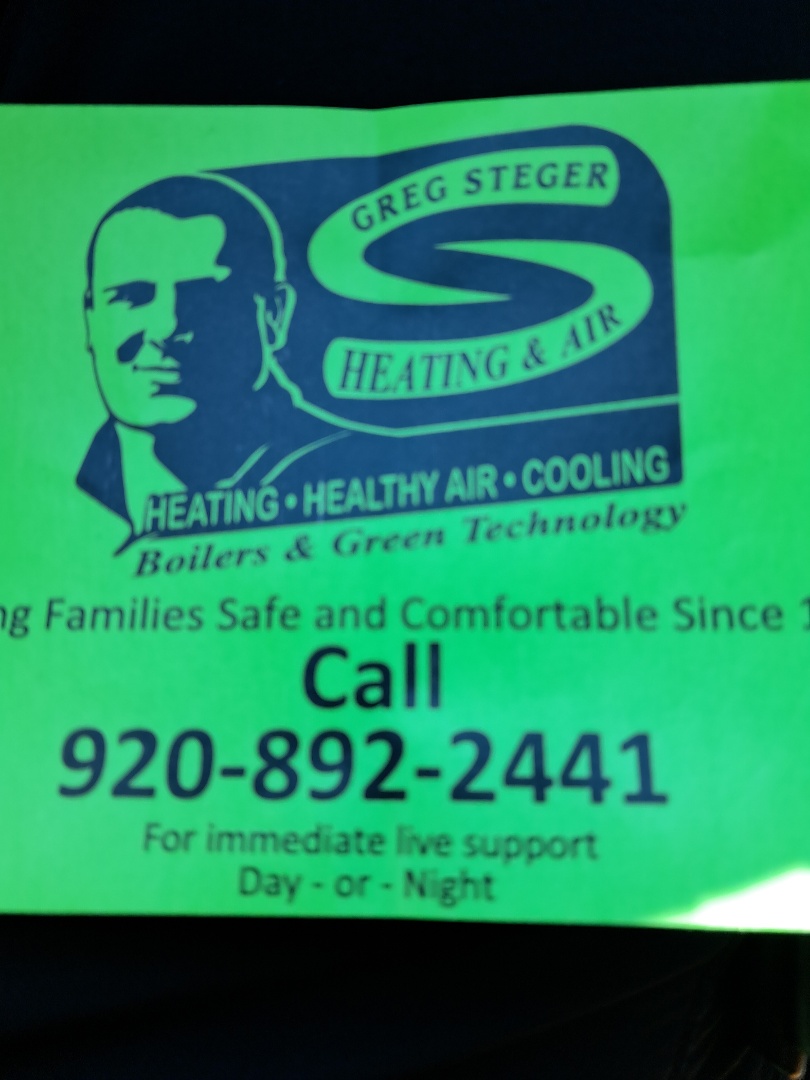 GREG STEGER
HEATING & AIR
HEATING • HEALTHY AIR • COOLING
Boilers & Green Technology
Families Safe and Comfortable Since
Call
920-892-2441
For immediate live support
Day - or - Night